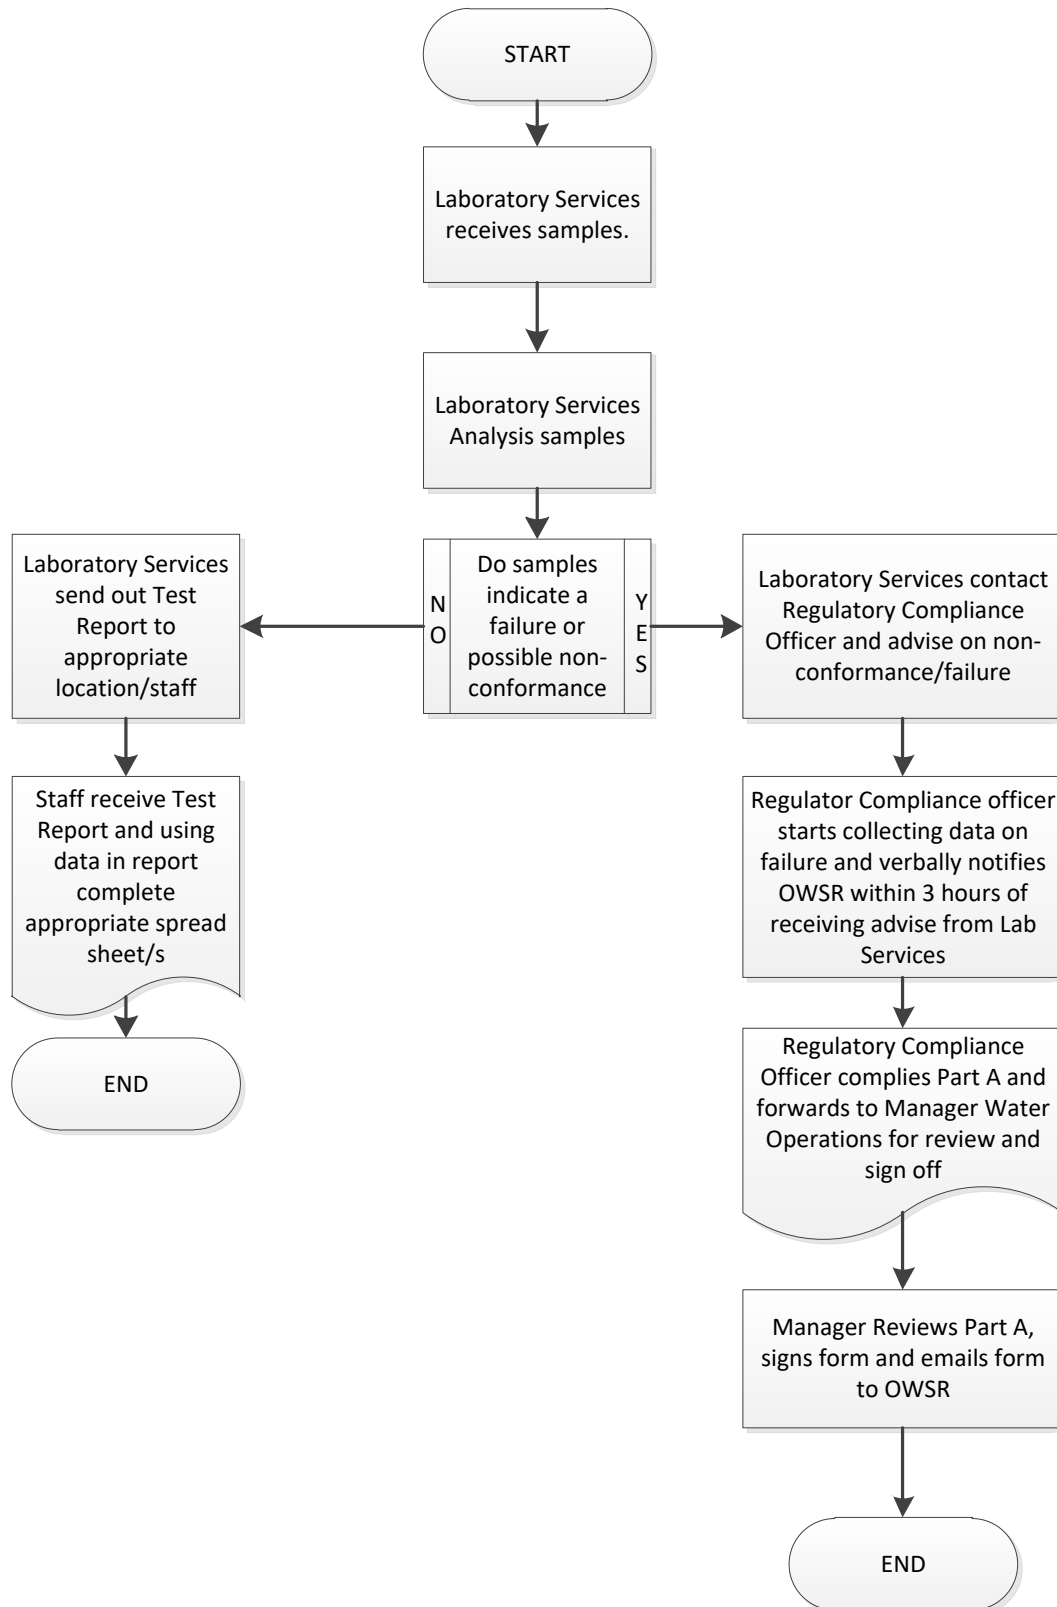 START
Laboratory Services
receives samples.
Laboratory Services
Analysis samples
Do samples
indicate a
failure or
possible non-
conformance
N
O
Y
E
S
Laboratory Services
send out Test
Report to
appropriate
location/staff
Staff receive Test
Report and using
data in report
complete
appropriate spread
sheet/s
END
Laboratory Services contact
Regulatory Compliance
Officer and advise on non-
conformance/failure
Regulator Compliance officer
starts collecting data on
failure and verbally notifies
OWSR within 3 hours of
receiving advise from Lab
Services
Regulatory Compliance
Officer complies Part A and
forwards to Manager Water
Operations for review and
sign off
Manager Reviews Part A,
signs form and emails form
to OWSR
END